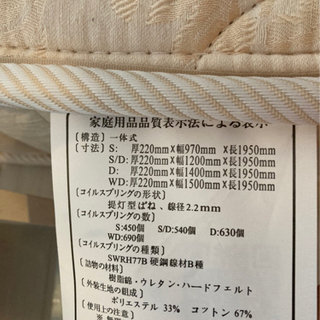 家庭用品品質表示法による表示
〔構造〕一体式
〔寸法〕S: 厚220mm×幅970mm ×長1950mm
S/D: 厚220mm×幅1200mm×長1950mm
D: 厚220mm×幅1400mm×長1950mm
WD: 厚220mm×幅1500mm×長1950mm
〔コイルスプリングの形状〕
提灯型ばね、線径2.2mm
〔コイルスプリングの数〕
S:450個 S/D:540個 D:630個
WD:690個
〔コイルスプリングの種類〕
SWRH77B 硬鋼線材B種
〔詰物の材料〕
樹脂綿・ウレタン・ハードフェルト
〔外装生地の組成〕
ポリエステル 33% コットン 67%
〔使用上の注意〕